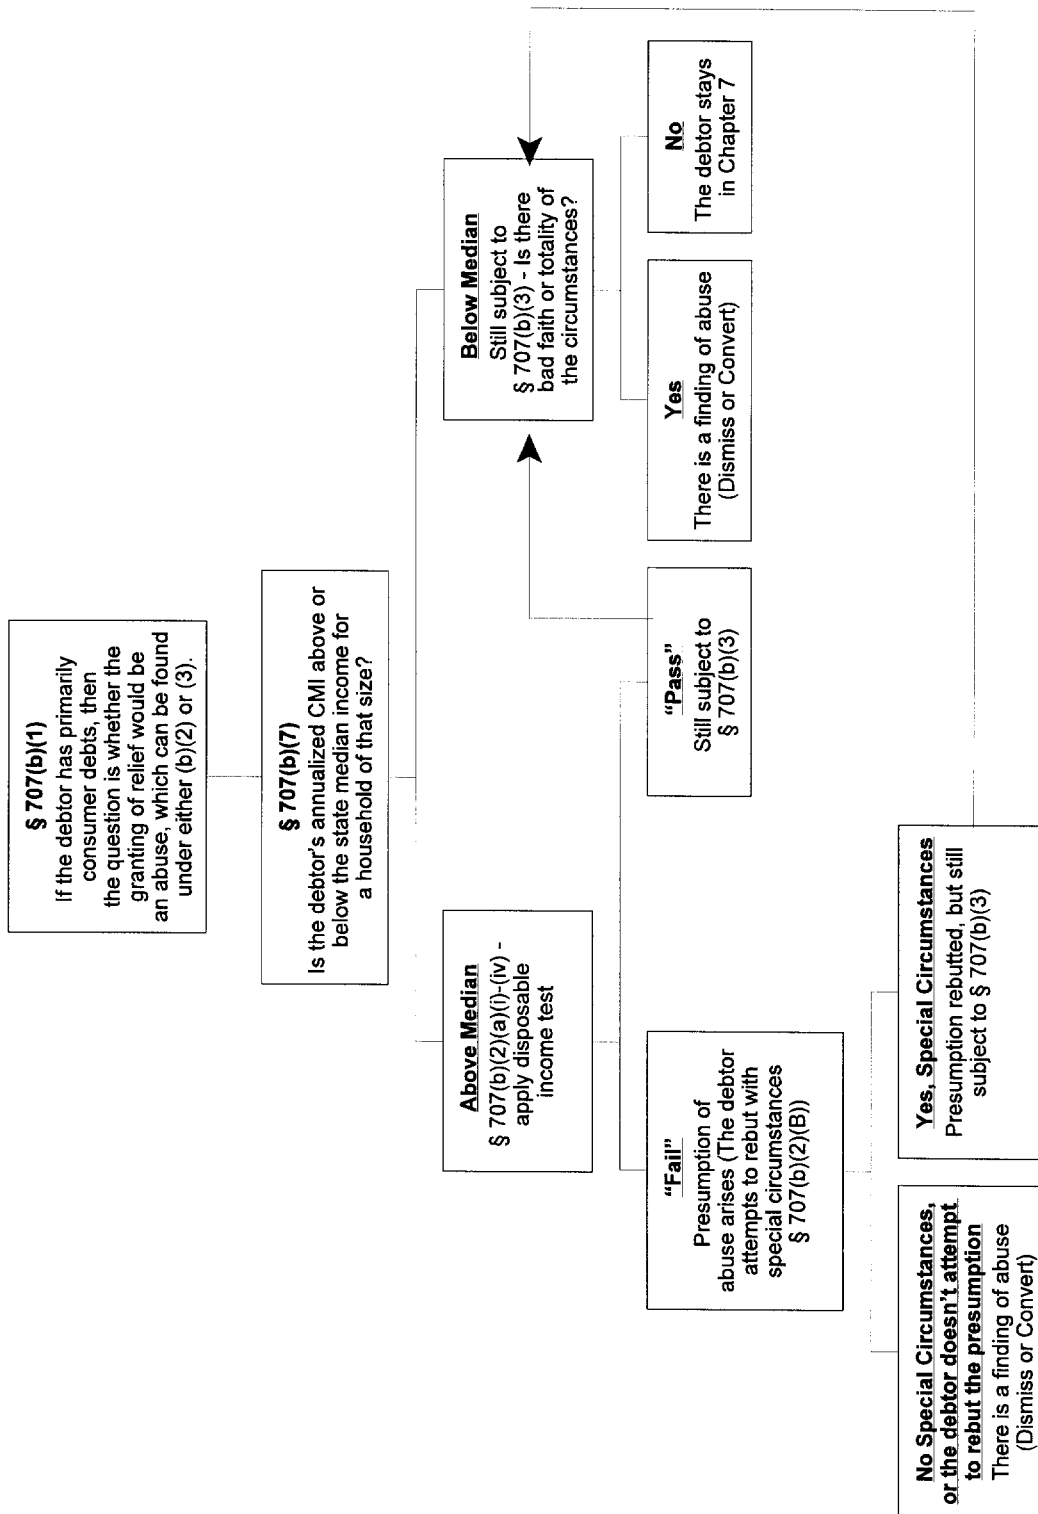 § 707(b)(1)
If the debtor has primarily
consumer debts, then
the question is whether the
granting of relief would be
an abuse, which can be found
under either (b)(2) or (3).
§ 707(b)(7)
Is the debtor's annualized CMI above or
below the state median income for
a household of that size?
Above Median
§ 707(b)(2)(a)(i)-(iv) -
apply disposable
income test
Below Median
Still subject to
§ 707(b)(3) - Is there
bad faith or totality of
the circumstances?
"Fail"
Presumption of
abuse arises (The debtor
attempts to rebut with
special circumstances
§ 707(b)(2)(B))
"Pass"
Still subject to
§ 707(b)(3)
Yes
There is a finding of abuse
(Dismiss or Convert)
No
The debtor stays
in Chapter 7
No Special Circumstances,
or the debtor doesn't attempt
to rebut the presumption
There is a finding of abuse
(Dismiss or Convert)
Yes, Special Circumstances
Presumption rebutted, but still
subject to § 707(b)(3)